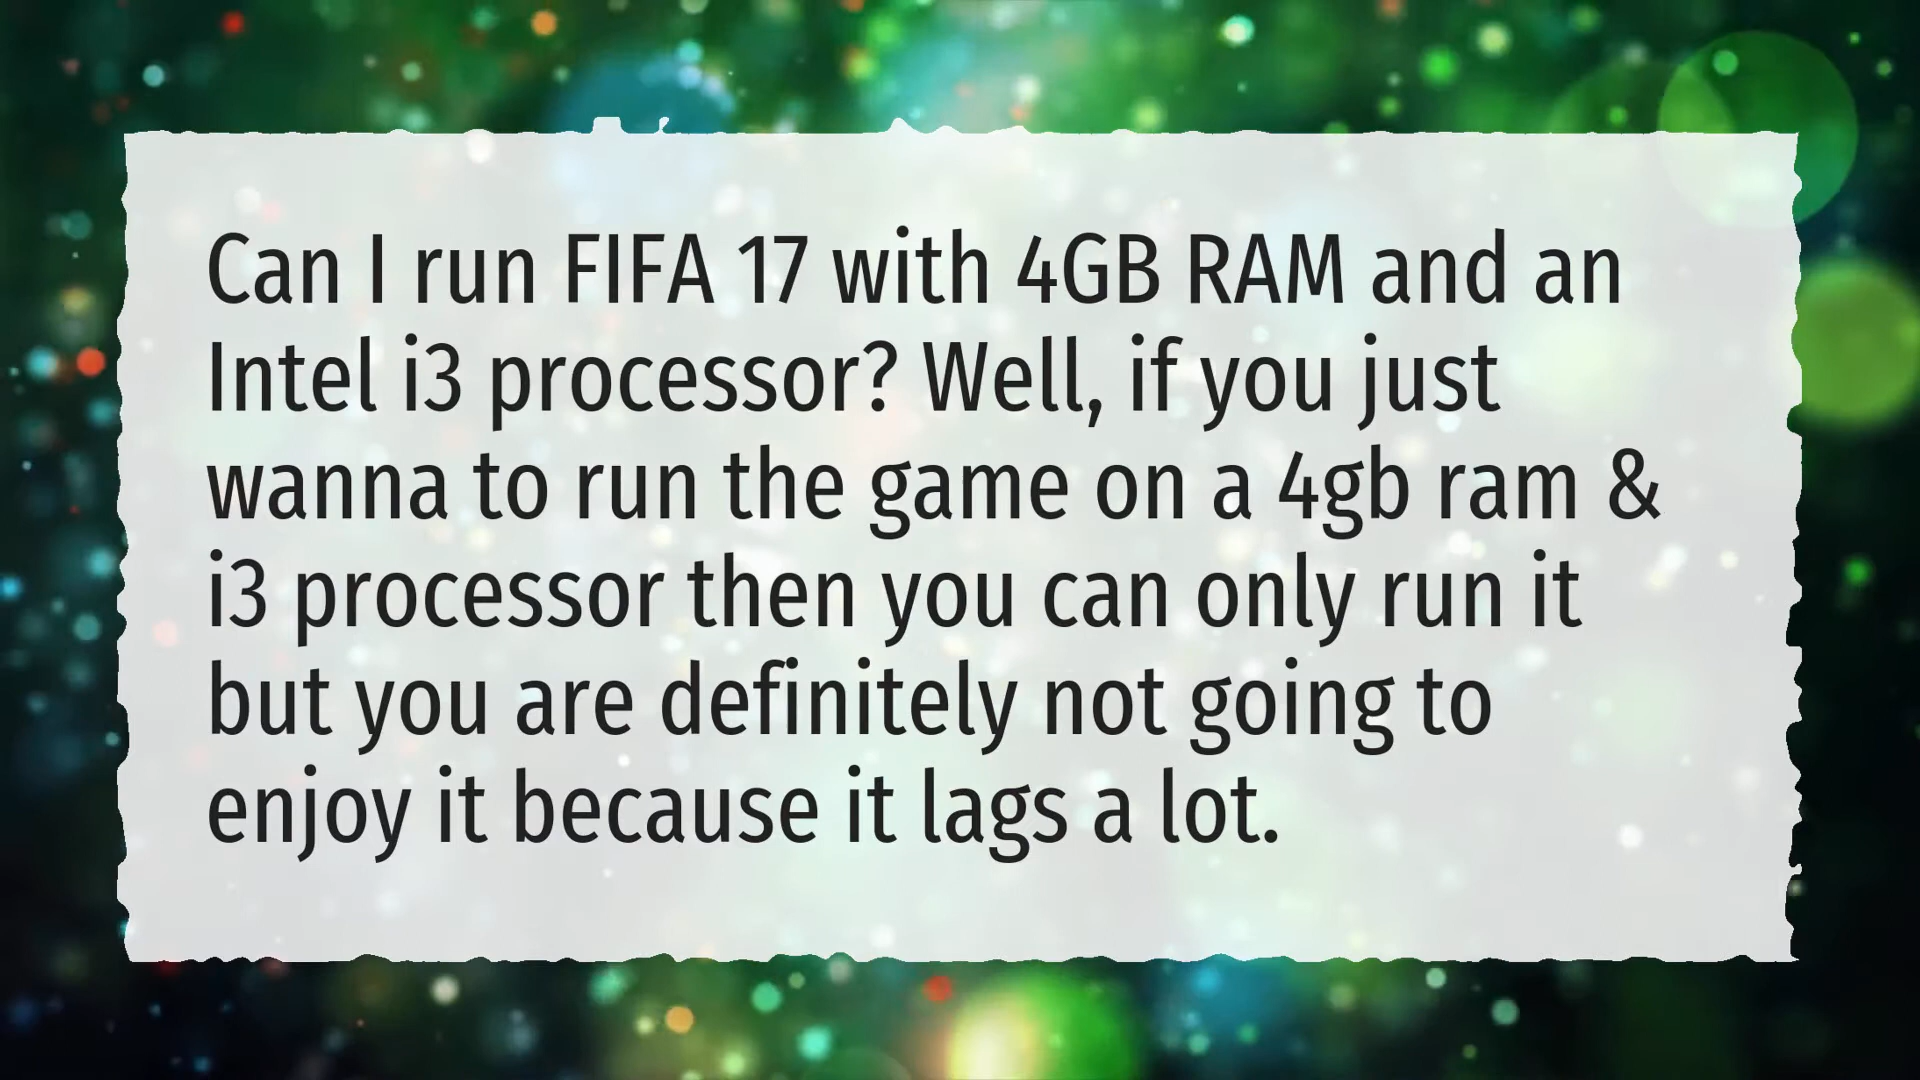 Can I run FIFA 17 with 4GB RAM and an
Intel i3 processor? Well, if you just
wanna to run the game on a 4gb ram &
i3 processor then you can only run it
but you are definitely not going to
enjoy it because it lags a lot.